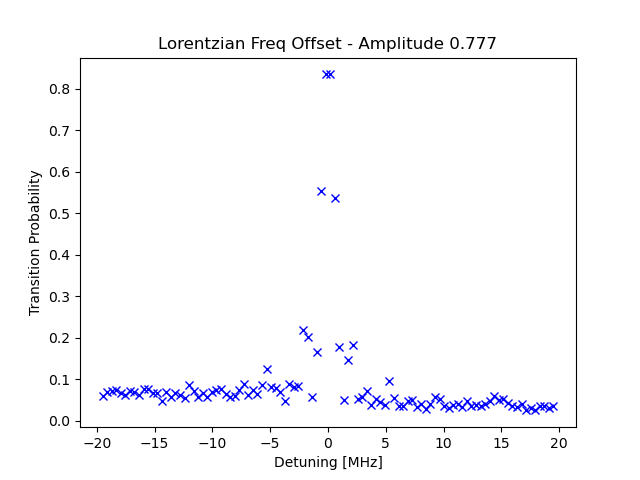 Lorentzian Freq Offset - Amplitude 0.777
0.8
0.7
0.6
0.5
0.4
0.3
0.2
0.1
0.0
Transition Probability
−20 −15 −10 −5 0 5 10 15 20
Detuning [MHz]